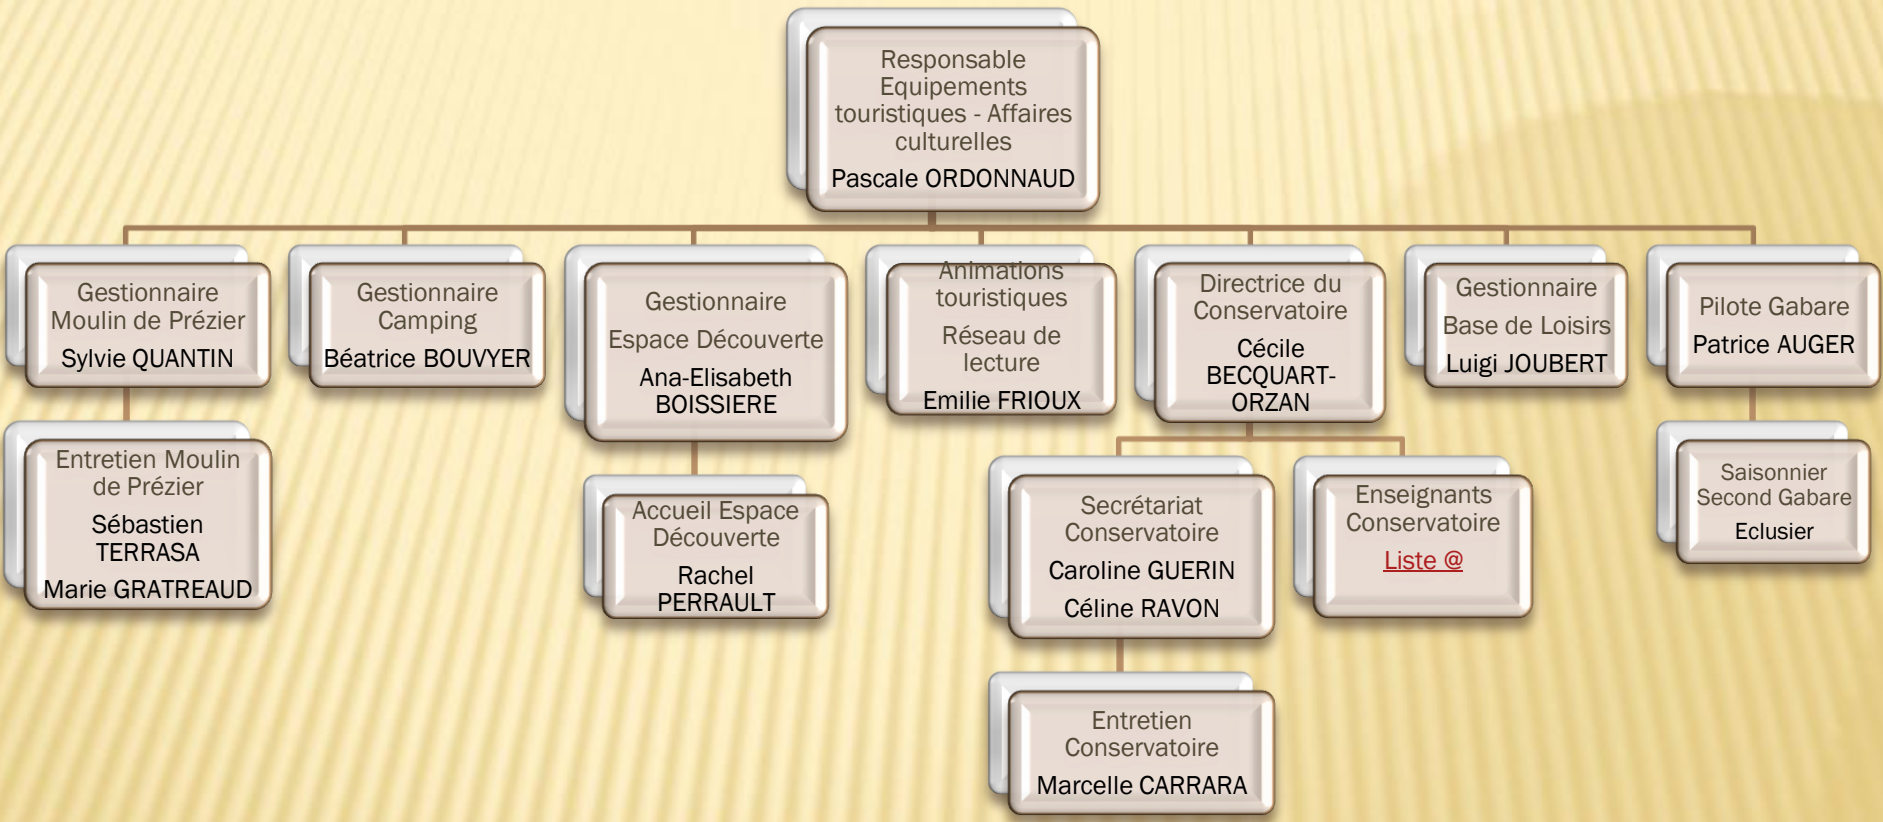 Responsable
Equipements
touristiques - Affaires
culturelles
Pascale ORDONNAUD
Gestionnaire
Moulin de Prézier
Sylvie QUANTIN
Gestionnaire
Camping
Béatrice BOUVYER
Gestionnaire
Espace Découverte
Ana-Elisabeth
BOISSIERE
Animations
touristiques
Réseau de
lecture
Emilie FRIOUX
Directrice du
Conservatoire
Cécile
BECQUART-
ORZAN
Gestionnaire
Base de Loisirs
Luigi JOUBERT
Pilote Gabare
Patrice AUGER
Entretien Moulin
de Prézier
Sébastien
TERRASA
Marie GRATREAUD
Accueil Espace
Découverte
Rachel
PERRAULT
Secrétariat
Conservatoire
Caroline GUERIN
Céline RAVON
Enseignants
Conservatoire
Liste @
Saisonnier
Second Gabare
Eclusier
Entretien
Conservatoire
Marcelle CARRARA